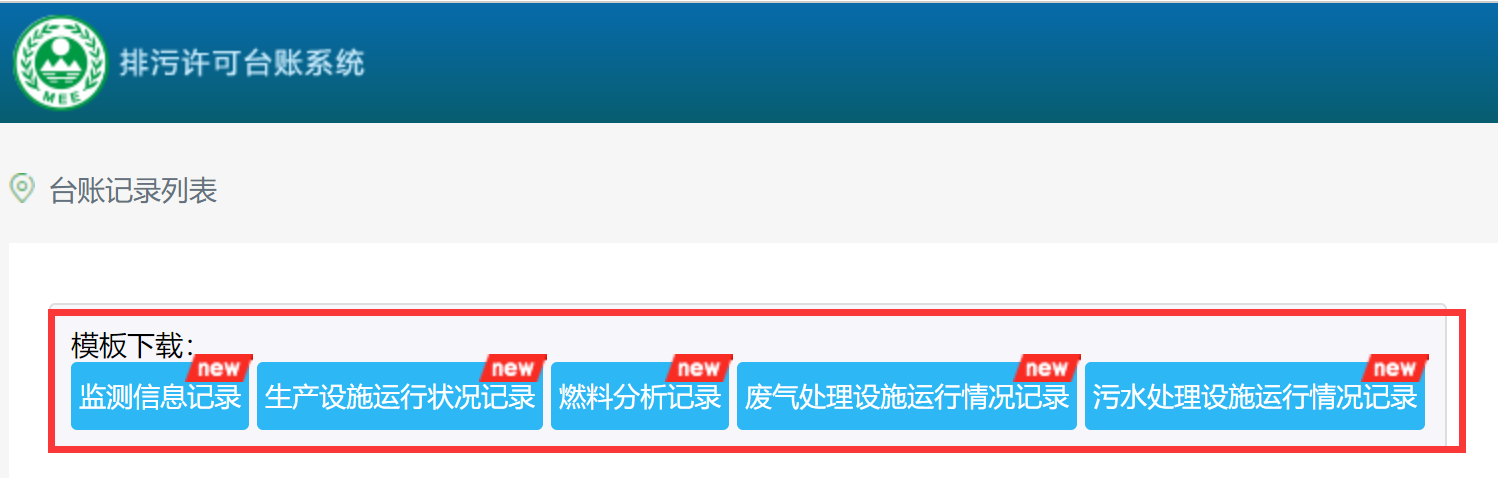 MEE
排污许可台账系统
台账记录列表
模板下载：
new new new new new
监测信息记录 生产设施运行状况记录 燃料分析记录 废气处理设施运行情况记录 污水处理设施运行情况记录